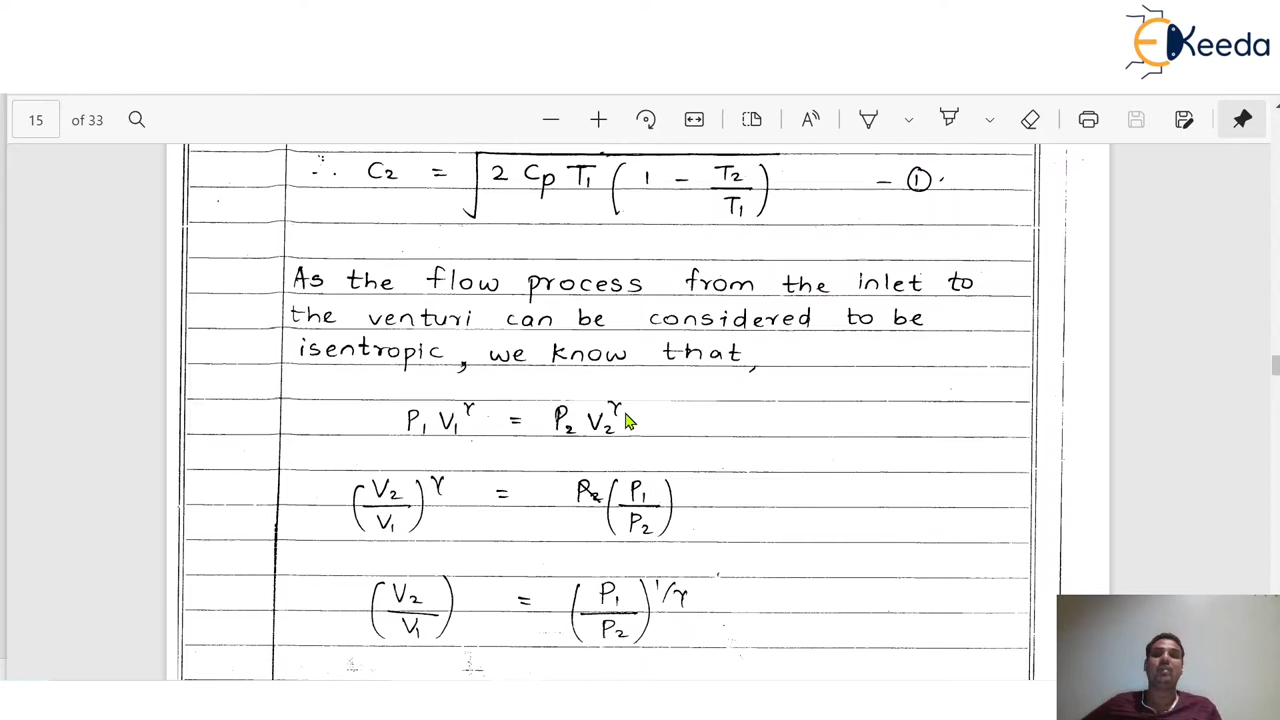 EKeeda
15 of 33
∴ C₂ = √(2 Cp T₁ (1 - T₂/T₁)) - ①.
As the flow process from the inlet to
the venturi can be considered to be
isentropic, we know that,
P₁ V₁^γ = P₂ V₂^γ
(V₂/V₁)^γ = P₂ (P₁/P₂)
(V₂/V₁) = (P₁/P₂)^1/γ